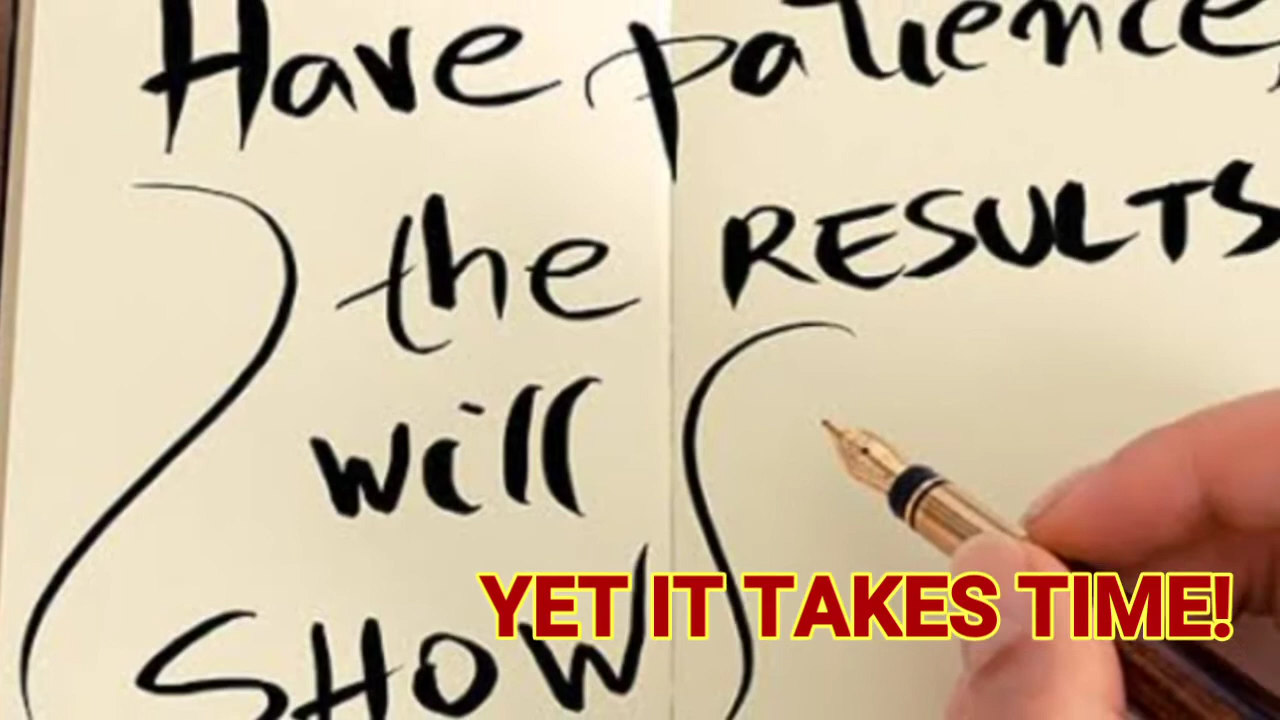 Have patience,
the RESULTS
will
SHOW
YET IT TAKES TIME!